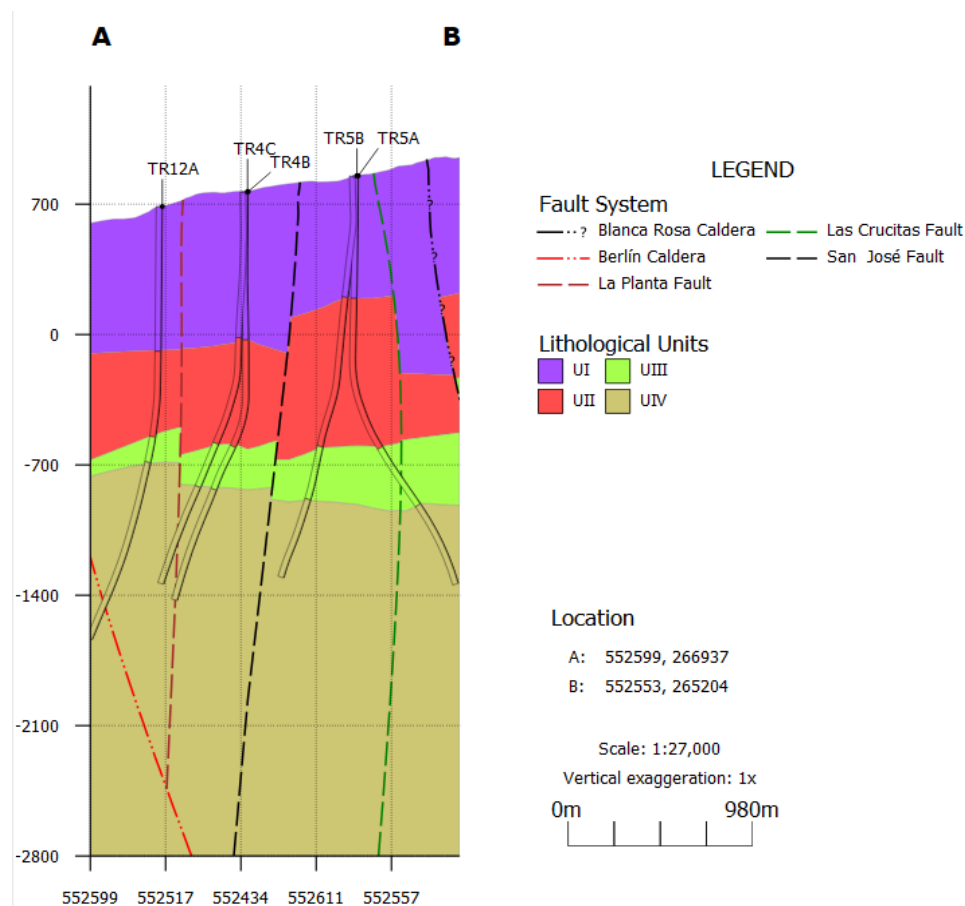 A B
TR5B TR5A
TR4C
TR4B
TR12A
700
0
-700
-1400
-2100
-2800
552599 552517 552434 552611 552557
? 
?
?
?
LEGEND
Fault System
? Blanca Rosa Caldera
Las Crucitas Fault
Berlín Caldera
San José Fault
La Planta Fault
Lithological Units
UI UIII
UII UIV
Location
A: 552599, 266937
B: 552553, 265204
Scale: 1:27,000
Vertical exaggeration: 1x
0m 980m